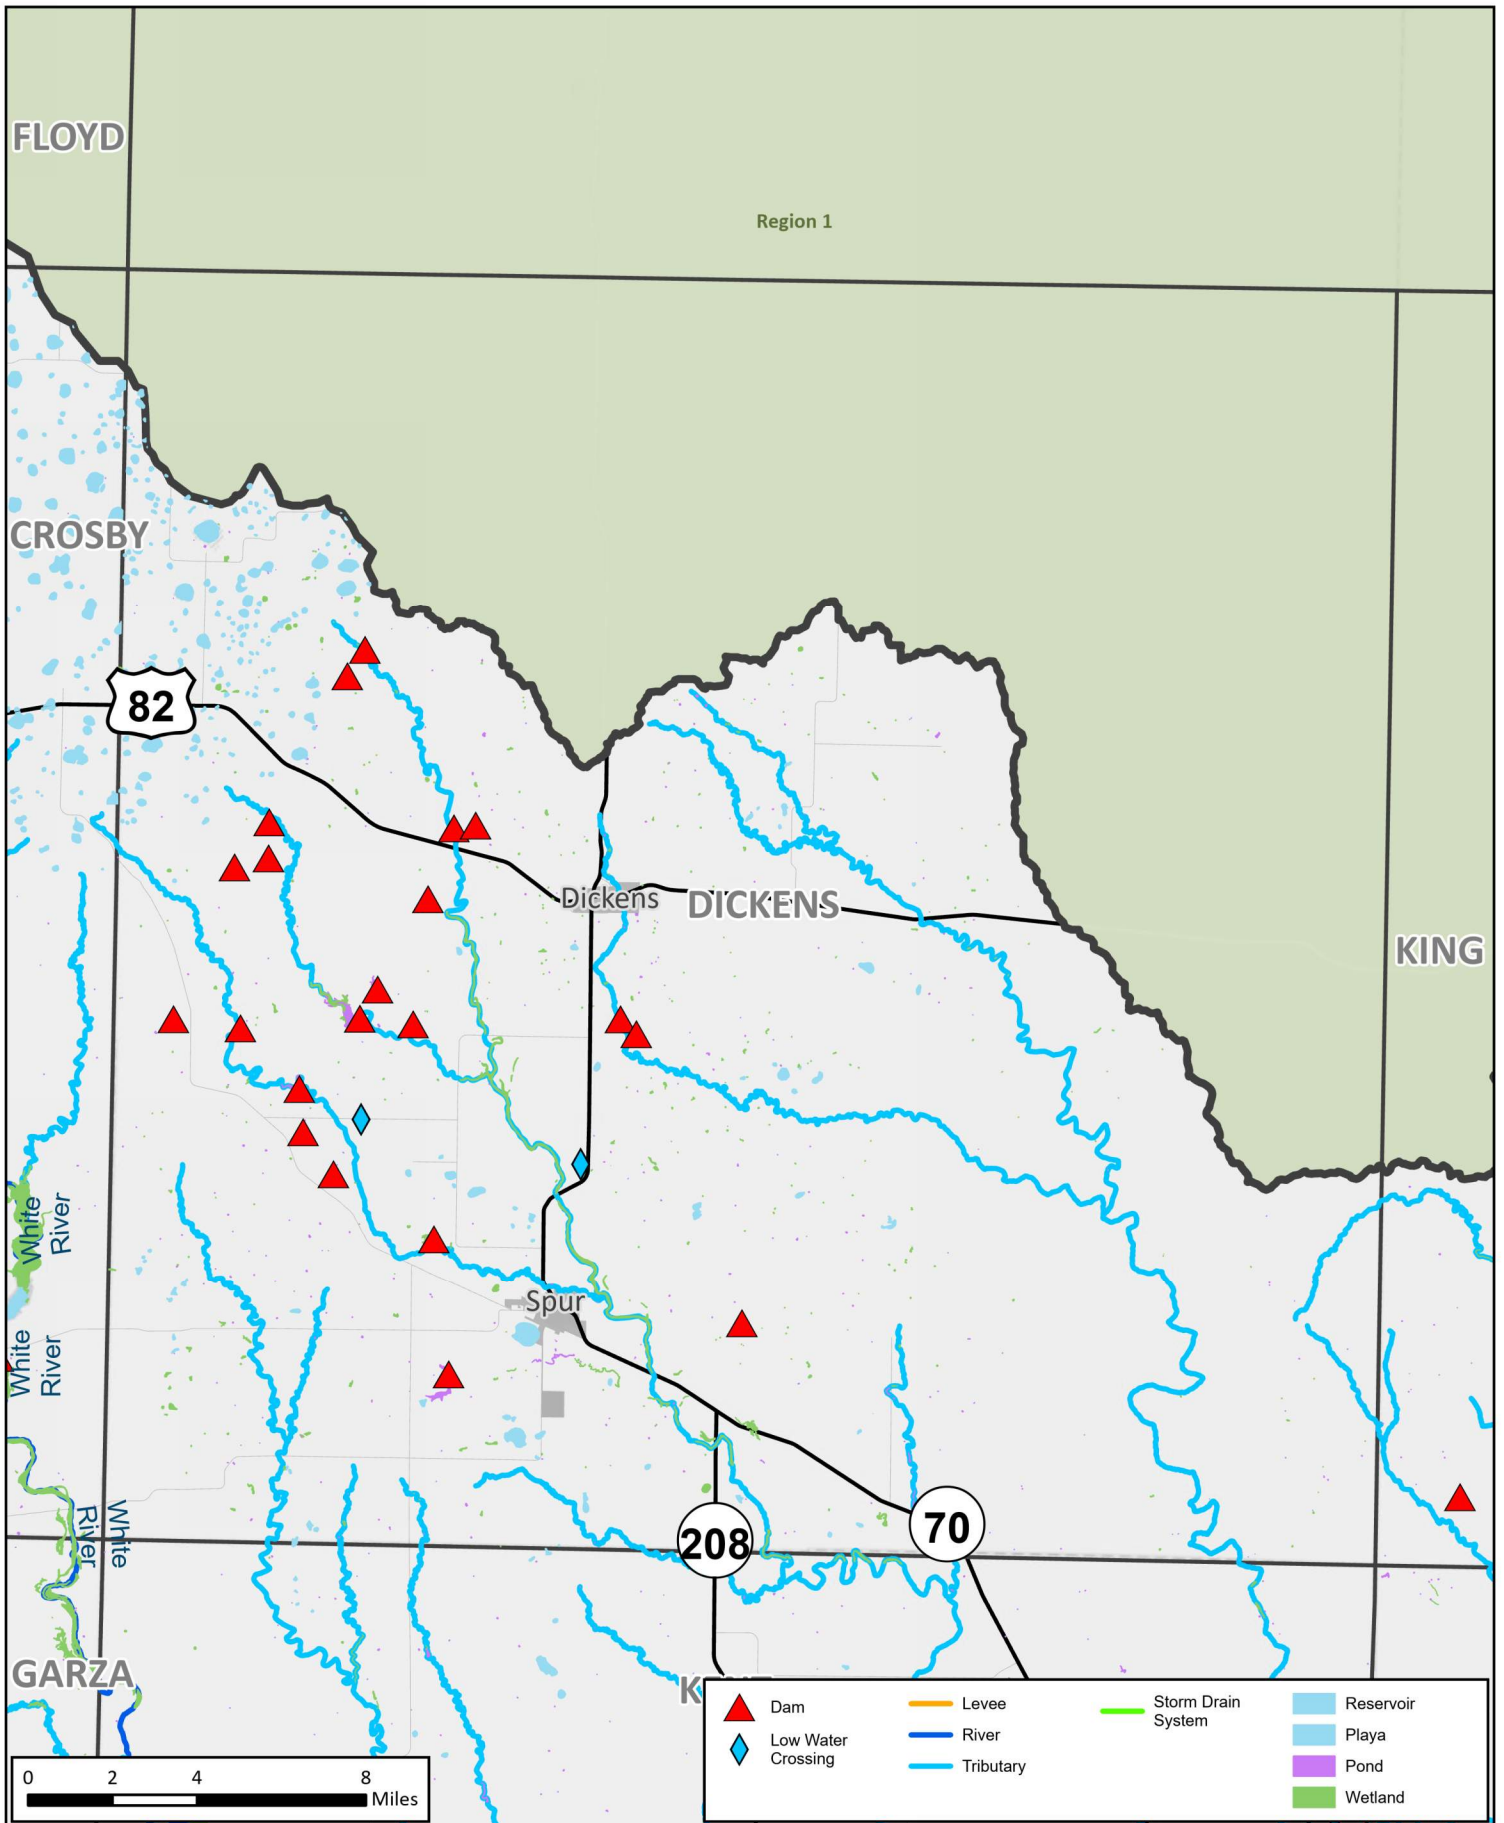 FLOYD
Region 1
CROSBY
82
Dickens
DICKENS
KING
White
River
Spur
White
River
White
River
208
70
GARZA
Dam
Low Water
Crossing
Levee
River
Tributary
Storm Drain
System
Reservoir
Playa
Pond
Wetland
0 2 4 8
Miles